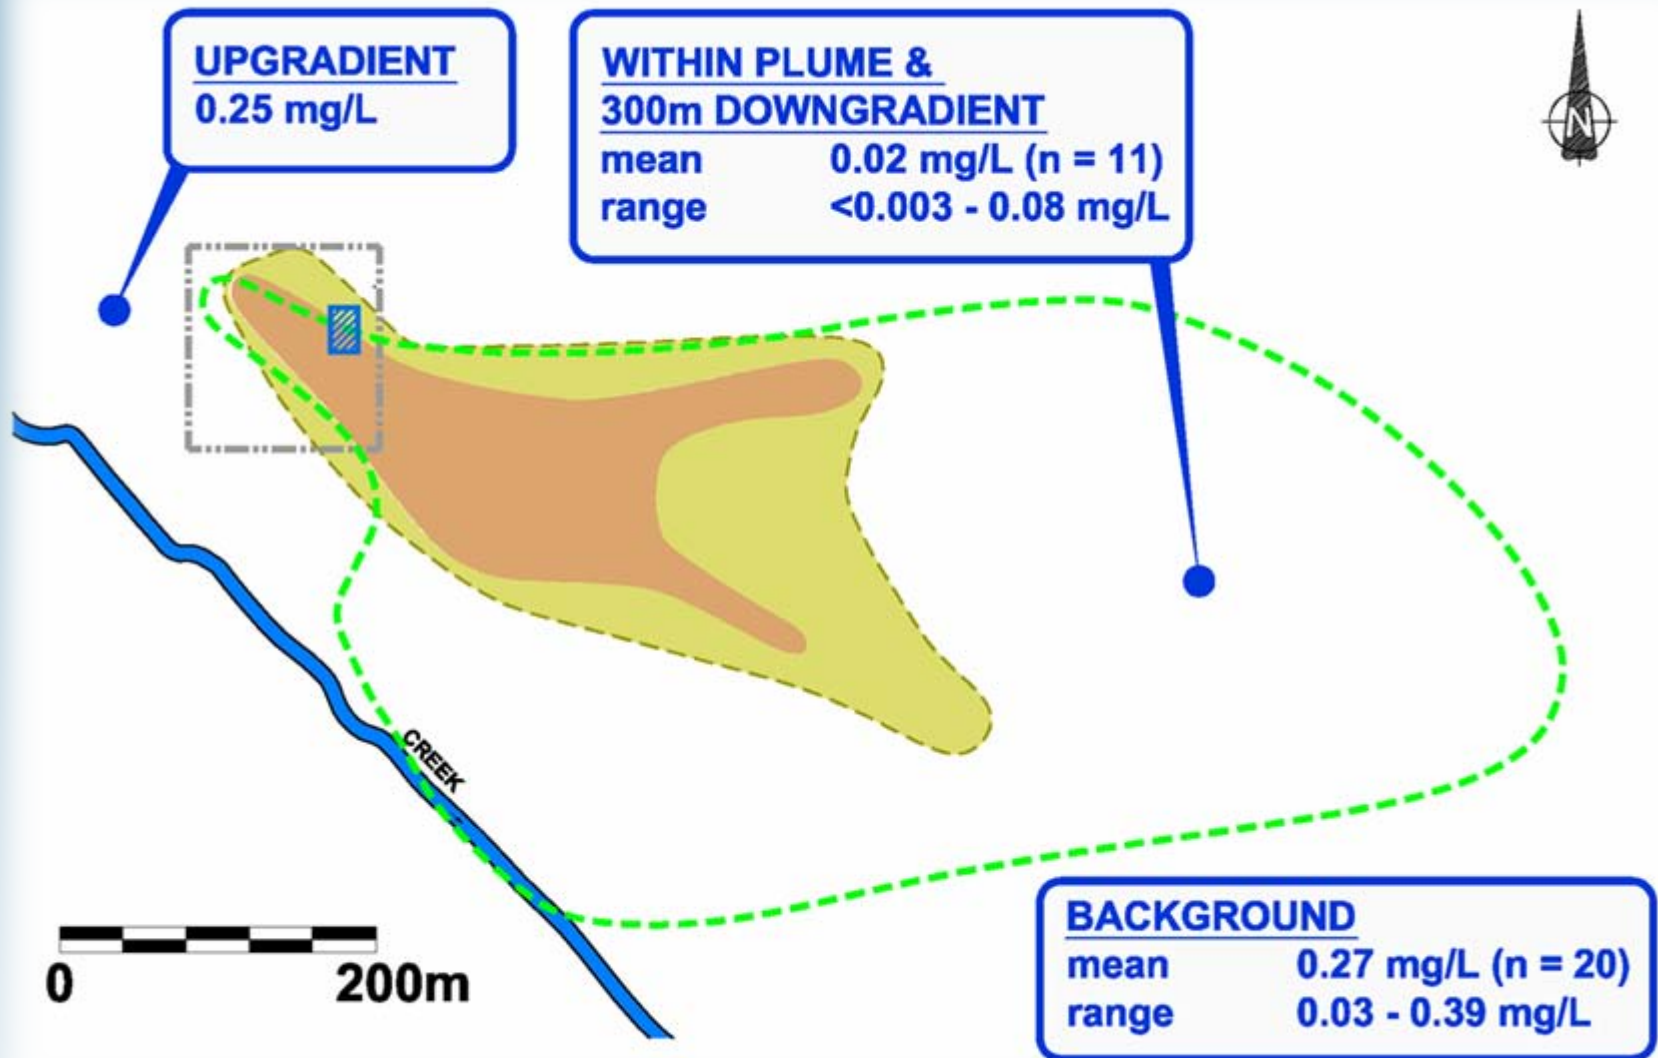 UPGRADIENT
0.25 mg/L
WITHIN PLUME &
300m DOWNGRADIENT
mean 0.02 mg/L (n = 11)
range <0.003 - 0.08 mg/L
N
CREEK
0 200m
BACKGROUND
mean 0.27 mg/L (n = 20)
range 0.03 - 0.39 mg/L